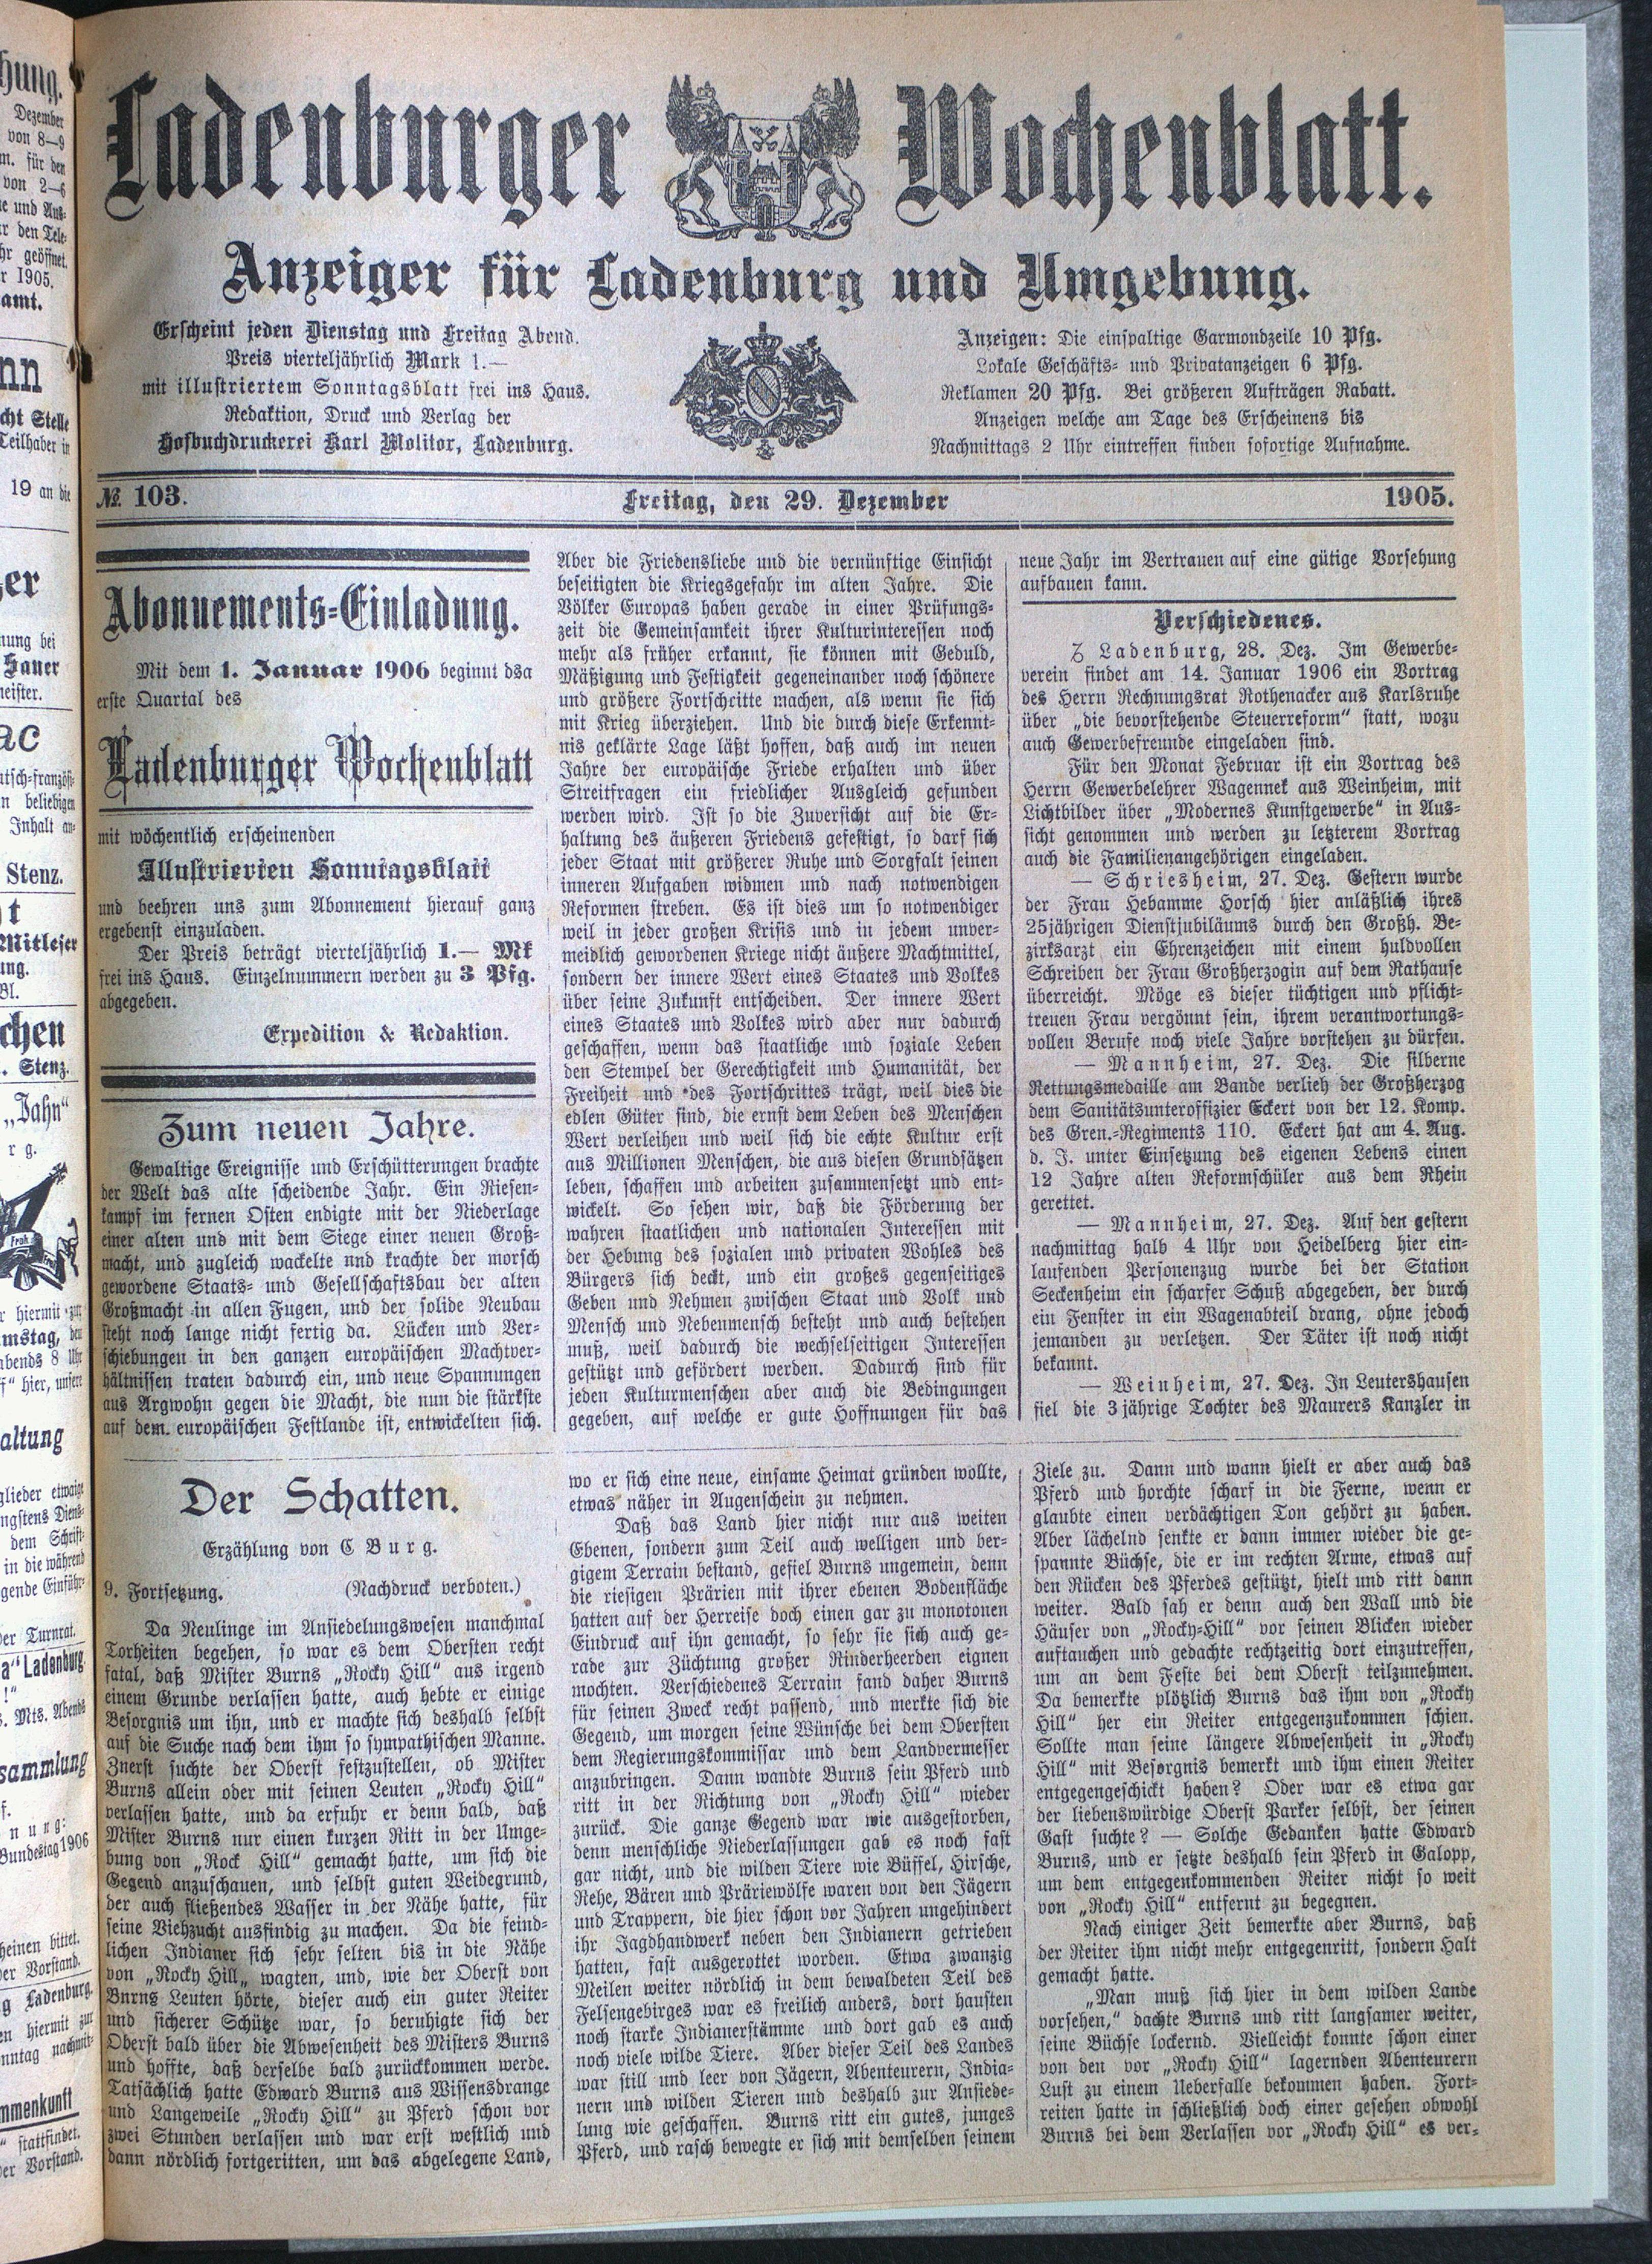 Ladenburger Wochenblatt.
Anzeiger für Ladenburg und Umgebung.
Erscheint jeden Dienstag und Freitag Abend.
Preis vierteljährlich Mark 1.—
mit illustriertem Sonntagsblatt frei ins Haus.
Redaktion, Druck und Verlag der
Hofbuchdruckerei Karl Molitor, Ladenburg.
Anzeigen: Die einspaltige Garmondzeile 10 Pfg.
Lokale Geschäfts- und Privatanzeigen 6 Pfg.
Reklamen 20 Pfg. Bei größeren Aufträgen Rabatt.
Anzeigen welche am Tage des Erscheinens bis
Nachmittags 2 Uhr eintreffen finden sofortige Aufnahme.
№ 103.
Freitag, den 29. Dezember
1905.
Abonnements-Einladung.
Mit dem 1. Januar 1906 beginnt dsa
erste Quartal des
Ladenburger Wochenblatt
mit wöchentlich erscheinenden
Illustrierten Sonntagsblatt
und beehren uns zum Abonnement hierauf ganz
ergebenst einzuladen.
Der Preis beträgt vierteljährlich 1.— Mk
frei ins Haus. Einzelnummern werden zu 3 Pfg.
abgegeben.
Expedition & Redaktion.
Zum neuen Jahre.
Gewaltige Ereignisse und Erschütterungen brachte
der Welt das alte scheidende Jahr. Ein Riesen-
kampf im fernen Osten endigte mit der Niederlage
einer alten und mit dem Siege einer neuen Groß-
macht, und zugleich wackelte nnd krachte der morsch
gewordene Staats- und Gesellschaftsbau der alten
Großmacht in allen Fugen, und der solide Neubau
steht noch lange nicht fertig da. Lücken und Ver-
schiebungen in den ganzen europäischen Machtver-
hältnissen traten dadurch ein, und neue Spannungen
aus Argwohn gegen die Macht, die nun die stärkste
auf dem europäischen Festlande ist, entwickelten sich.
Aber die Friedensliebe und die vernünftige Einsicht
beseitigten die Kriegsgefahr im alten Jahre. Die
Völker Europas haben gerade in einer Prüfungs-
zeit die Gemeinsamkeit ihrer Kulturinteressen noch
mehr als früher erkannt, sie können mit Geduld,
Mäßigung und Festigkeit gegeneinander noch schönere
und größere Fortschritte machen, als wenn sie sich
mit Krieg überziehen. Und die durch diese Erkennt-
nis geklärte Lage läßt hoffen, daß auch im neuen
Jahre der europäische Friede erhalten und über
Streitfragen ein friedlicher Ausgleich gefunden
werden wird. Ist so die Zuversicht auf die Er-
haltung des äußeren Friedens gefestigt, so darf sich
jeder Staat mit größerer Ruhe und Sorgfalt seinen
inneren Aufgaben widmen und nach notwendigen
Reformen streben. Es ist dies um so notwendiger
weil in jeder großen Krisis und in jedem unver-
meidlich gewordenen Kriege nicht äußere Machtmittel,
sondern der innere Wert eines Staates und Volkes
über seine Zukunft entscheiden. Der innere Wert
eines Staates und Volkes wird aber nur dadurch
geschaffen, wenn das staatliche und soziale Leben
den Stempel der Gerechtigkeit und Humanität, der
Freiheit und des Fortschrittes trägt, weil dies die
edlen Güter sind, die ernst dem Leben des Menschen
Wert verleihen und weil sich die echte Kultur erst
aus Millionen Menschen, die aus diesen Grundsätzen
leben, schaffen und arbeiten zusammensetzt und ent-
wickelt. So sehen wir, daß die Förderung der
wahren staatlichen und nationalen Interessen mit
der Hebung des sozialen und privaten Wohles des
Bürgers sich deckt, und ein großes gegenseitiges
Geben und Nehmen zwischen Staat und Volk und
Mensch und Nebenmensch besteht und auch bestehen
muß, weil dadurch die wechselseitigen Interessen
gestützt und gefördert werden. Dadurch sind für
jeden Kulturmenschen aber auch die Bedingungen
gegeben, auf welche er gute Hoffnungen für das
neue Jahr im Vertrauen auf eine gütige Vorsehung
aufbauen kann.
Verschiedenes.
Ladenburg, 28. Dez. Im Gewerbe-
verein findet am 14. Januar 1906 ein Vortrag
des Herrn Rechnungsrat Rothenacker aus Karlsruhe
über „die bevorstehende Steuerreform“ statt, wozu
auch Gewerbefreunde eingeladen sind.
Für den Monat Februar ist ein Vortrag des
Herrn Gewerbelehrer Wagennek aus Weinheim, mit
Lichtbilder über „Modernes Kunstgewerbe“ in Aus-
sicht genommen und werden zu letzterem Vortrag
auch die Familienangehörigen eingeladen.
— Schriesheim, 27. Dez. Gestern wurde
der Frau Hebamme Horsch hier anläßlich ihres
25jährigen Dienstjubiläums durch den Großh. Be-
zirksarzt ein Ehrenzeichen mit einem huldvollen
Schreiben der Frau Großherzogin auf dem Rathause
überreicht. Möge es dieser tüchtigen und pflicht-
treuen Frau vergönnt sein, ihrem verantwortungs-
vollen Berufe noch viele Jahre vorstehen zu dürfen.
— Mannheim, 27. Dez. Die silberne
Rettungsmedaille am Bande verlieh der Großherzog
dem Sanitätsunteroffizier Eckert von der 12. Komp.
des Gren.-Regiments 110. Eckert hat am 4. Aug.
d. J. unter Einsetzung des eigenen Lebens einen
12 Jahre alten Reformschüler aus dem Rhein
gerettet.
— Mannheim, 27. Dez. Auf den gestern
nachmittag halb 4 Uhr von Heidelberg hier ein-
laufenden Personenzug wurde bei der Station
Seckenheim ein scharfer Schuß abgegeben, der durch
ein Fenster in ein Wagenabteil drang, ohne jedoch
jemanden zu verletzen. Der Täter ist noch nicht
bekannt.
— Weinheim, 27. Dez. In Leutershausen
fiel die 3jährige Tochter des Maurers Kanzler in
Der Schatten.
Erzählung von C Burg.
9. Fortsetzung. (Nachdruck verboten.)
Da Neulinge im Ansiedelungswesen manchmal
Torheiten begehen, so war es dem Obersten recht
fatal, daß Mister Burns „Rocky Hill“ aus irgend
einem Grunde verlassen hatte, auch hebte er einige
Besorgnis um ihn, und er machte sich deshalb selbst
auf die Suche nach dem ihm so sympathischen Manne.
Znerst suchte der Oberst festzustellen, ob Mister
Burns allein oder mit seinen Leuten „Rocky Hill“
verlassen hatte, und da erfuhr er denn bald, daß
Mister Burns nur einen kurzen Ritt in der Umge-
bung von „Rock Hill“ gemacht hatte, um sich die
Gegend anzuschauen, und selbst guten Weidegrund,
der auch fließendes Wasser in der Nähe hatte, für
seine Viehzucht ausfindig zu machen. Da die feind-
lichen Indianer sich sehr selten bis in die Nähe
von „Rocky Hill„ wagten, und, wie der Oberst von
Bnrns Leuten hörte, dieser auch ein guter Reiter
und sicherer Schütze war, so beruhigte sich der
Oberst bald über die Abwesenheit des Misters Burns
und hoffte, daß derselbe bald zurückkommen werde.
Tatsächlich hatte Edward Burns aus Wissensdrange
und Langeweile „Rocky Hill“ zu Pferd schon vor
zwei Stunden verlassen und war erst westlich und
dann nördlich fortgeritten, um das abgelegene Land,
wo er sich eine neue, einsame Heimat gründen wollte,
etwas näher in Augenschein zu nehmen.
Daß das Land hier nicht nur aus weiten
Ebenen, sondern zum Teil auch welligen und ber-
gigem Terrain bestand, gefiel Burns ungemein, denn
die riesigen Prärien mit ihrer ebenen Bodenfläche
hatten auf der Herreise doch einen gar zu monotonen
Eindruck auf ihn gemacht, so sehr sie sich auch ge-
rade zur Züchtung großer Rinderheerden eignen
mochten. Verschiedenes Terrain fand daher Burns
für seinen Zweck recht passend, und merkte sich die
Gegend, um morgen seine Wünsche bei dem Obersten
dem Regierungskommissar und dem Landvermesser
anzubringen. Dann wandte Burns sein Pferd und
ritt in der Richtung von „Rocky Hill“ wieder
zurück. Die ganze Gegend war wie ausgestorben,
denn menschliche Niederlassungen gab es noch fast
gar nicht, und die wilden Tiere wie Büffel, Hirsche,
Rehe, Bären und Präriewölfe waren von den Jägern
und Trappern, die hier schon vor Jahren ungehindert
ihr Jagdhandwerk neben den Indianern getrieben
hatten, fast ausgerottet worden. Etwa zwanzig
Meilen weiter nördlich in dem bewaldeten Teil des
Felsengebirges war es freilich anders, dort hausten
noch starke Indianerstämme und dort gab es auch
noch viele wilde Tiere. Aber dieser Teil des Landes
war still und leer von Jägern, Abenteurern, India-
nern und wilden Tieren und deshalb zur Ansiede-
lung wie geschaffen. Burns ritt ein gutes, junges
Pferd, und rasch bewegte er sich mit demselben seinem
Ziele zu. Dann und wann hielt er aber auch das
Pferd und horchte scharf in die Ferne, wenn er
glaubte einen verdächtigen Ton gehört zu haben.
Aber lächelnd senkte er dann immer wieder die ge-
spannte Büchse, die er im rechten Arme, etwas auf
den Rücken des Pferdes gestützt, hielt und ritt dann
weiter. Bald sah er denn auch den Wall und die
Häuser von „Rocky-Hill“ vor seinen Blicken wieder
auftauchen und gedachte rechtzeitig dort einzutreffen,
um an dem Feste bei dem Oberst teilzunehmen.
Da bemerkte plötzlich Burns das ihm von „Rocky
Hill“ her ein Reiter entgegenzukommen schien.
Sollte man seine längere Abwesenheit in „Rocky
Hill“ mit Besorgnis bemerkt und ihm einen Reiter
entgegengeschickt haben? Oder war es etwa gar
der liebenswürdige Oberst Parker selbst, der seinen
Gast suchte? — Solche Gedanken hatte Edward
Burns, und er setzte deshalb sein Pferd in Galopp,
um dem entgegenkommenden Reiter nicht so weit
von „Rocky Hill“ entfernt zu begegnen.
Nach einiger Zeit bemerkte aber Burns, daß
der Reiter ihm nicht mehr entgegenritt, sondern Halt
gemacht hatte.
„Man muß sich hier in dem wilden Lande
vorsehen,“ dachte Burns und ritt langsamer weiter,
seine Büchse lockernd. Vielleicht konnte schon einer
von den vor „Rocky Hill“ lagernden Abenteurern
Lust zu einem Ueberfalle bekommen haben. Fort-
reiten hatte in schließlich doch einer gesehen obwohl
Burns bei dem Verlassen vor „Rocky Hill“ es ver-